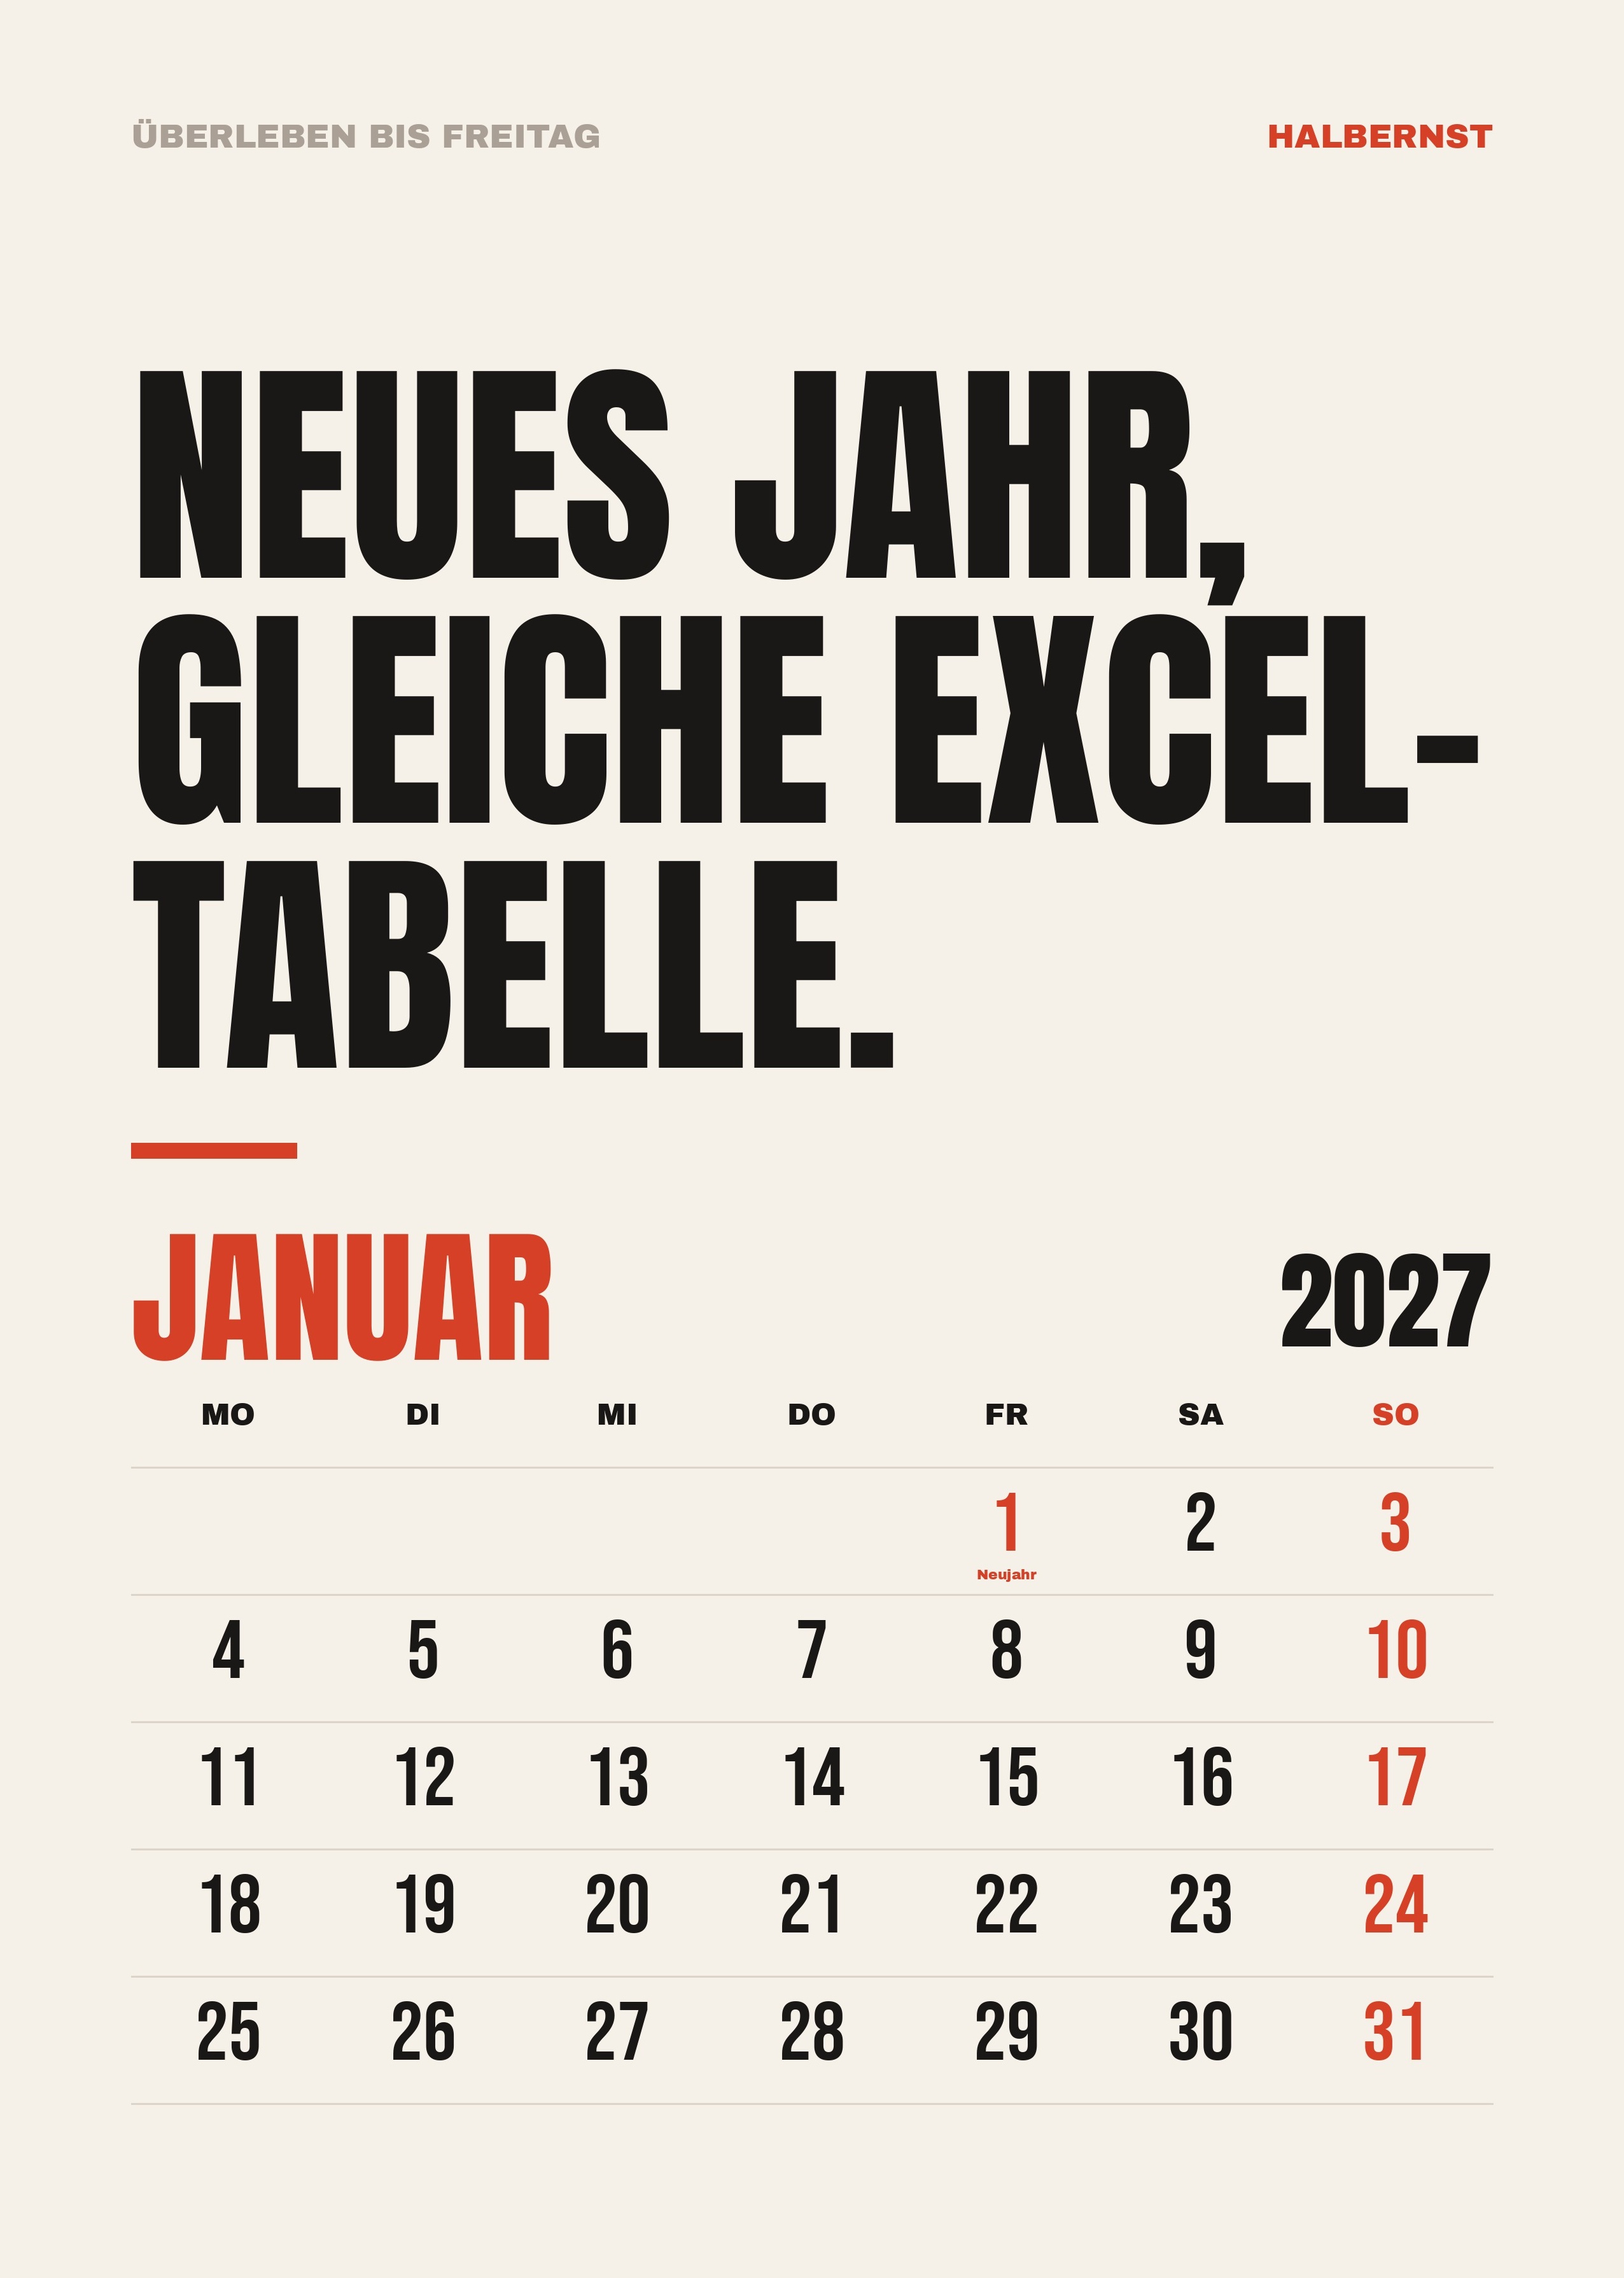 ÜBERLEBEN BIS FREITAG HALBERNST
NEUES JAHR,
GLEICHE EXCEL-
TABELLE.
JANUAR 2027
MO DI MI DO FR SA SO
1 2 3
Neujahr
4 5 6 7 8 9 10
11 12 13 14 15 16 17
18 19 20 21 22 23 24
25 26 27 28 29 30 31